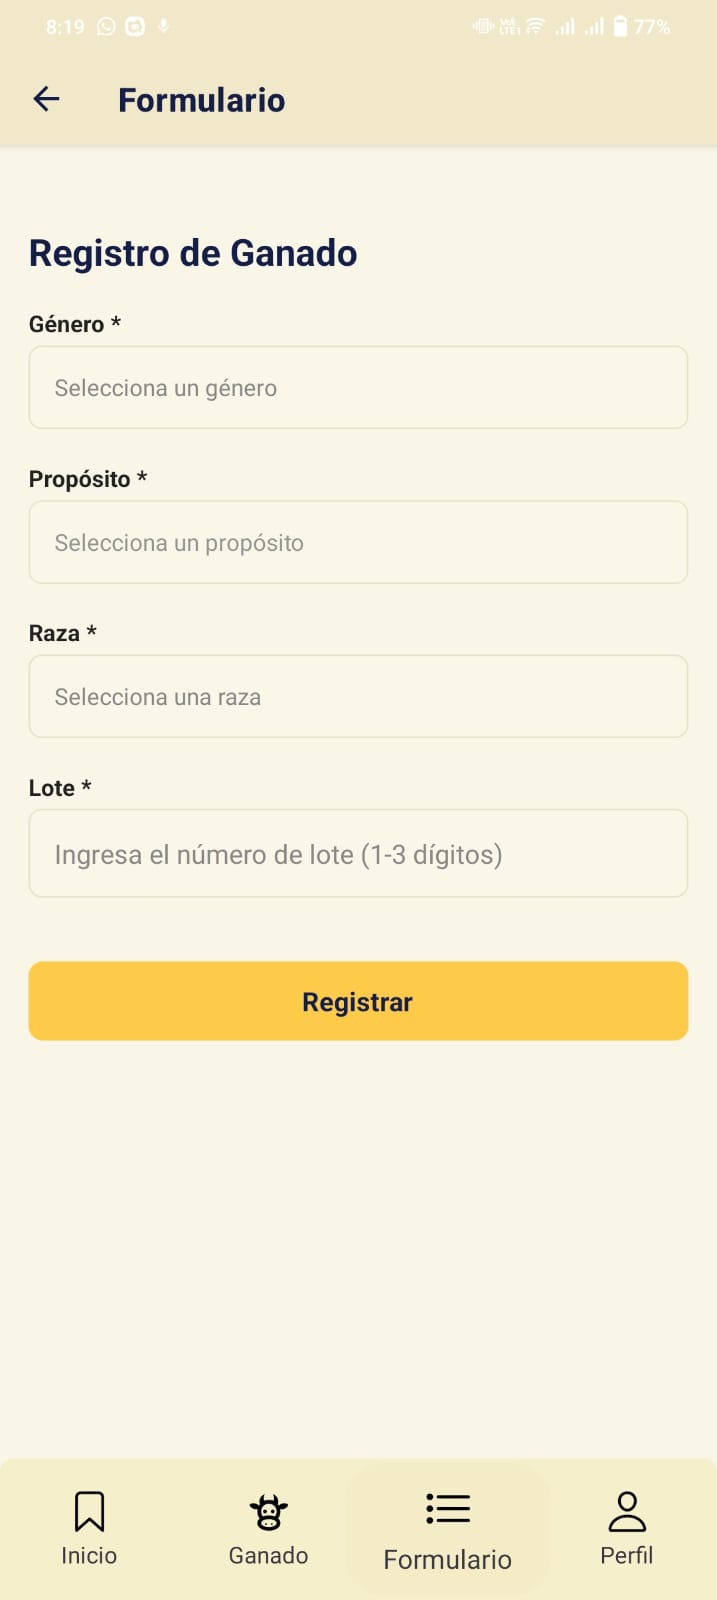 8:19 77%
Formulario
Registro de Ganado
Género *
Selecciona un género
Propósito *
Selecciona un propósito
Raza *
Selecciona una raza
Lote *
Ingresa el número de lote (1-3 dígitos)
Registrar
Inicio Ganado Formulario Perfil